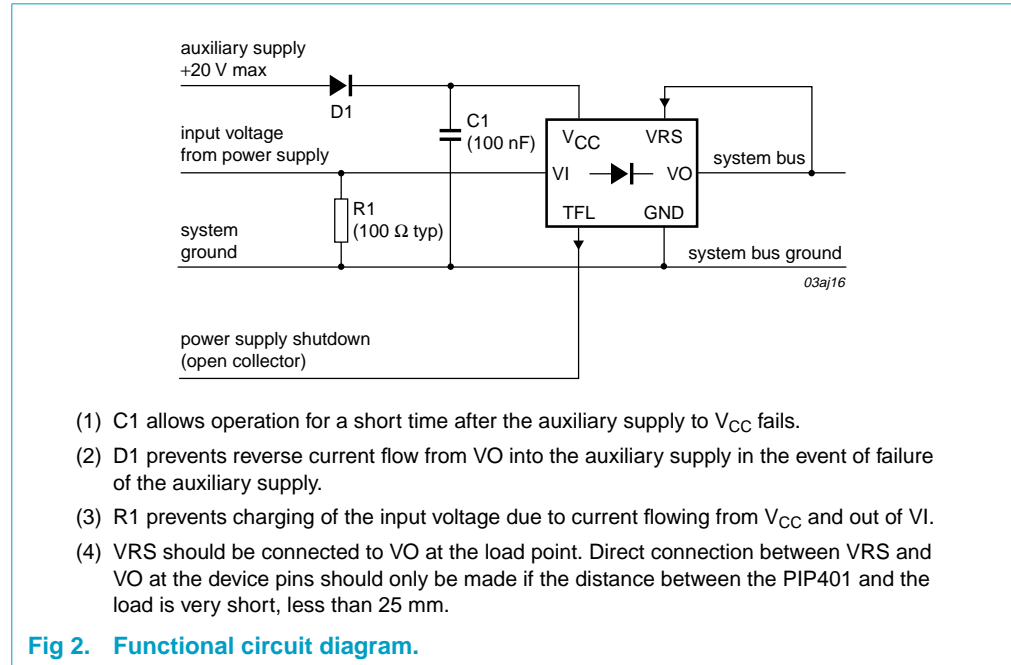 auxiliary supply
+20 V max
D1
C1
(100 nF)
input voltage
from power supply
VCC
VRS
VI
VO
system bus
R1
(100 Ω typ)
TFL
GND
system
ground
system bus ground
03aj16
power supply shutdown
(open collector)
(1) C1 allows operation for a short time after the auxiliary supply to VCC fails.
(2) D1 prevents reverse current flow from VO into the auxiliary supply in the event of failure
of the auxiliary supply.
(3) R1 prevents charging of the input voltage due to current flowing from VCC and out of VI.
(4) VRS should be connected to VO at the load point. Direct connection between VRS and
VO at the device pins should only be made if the distance between the PIP401 and the
load is very short, less than 25 mm.
Fig 2. Functional circuit diagram.